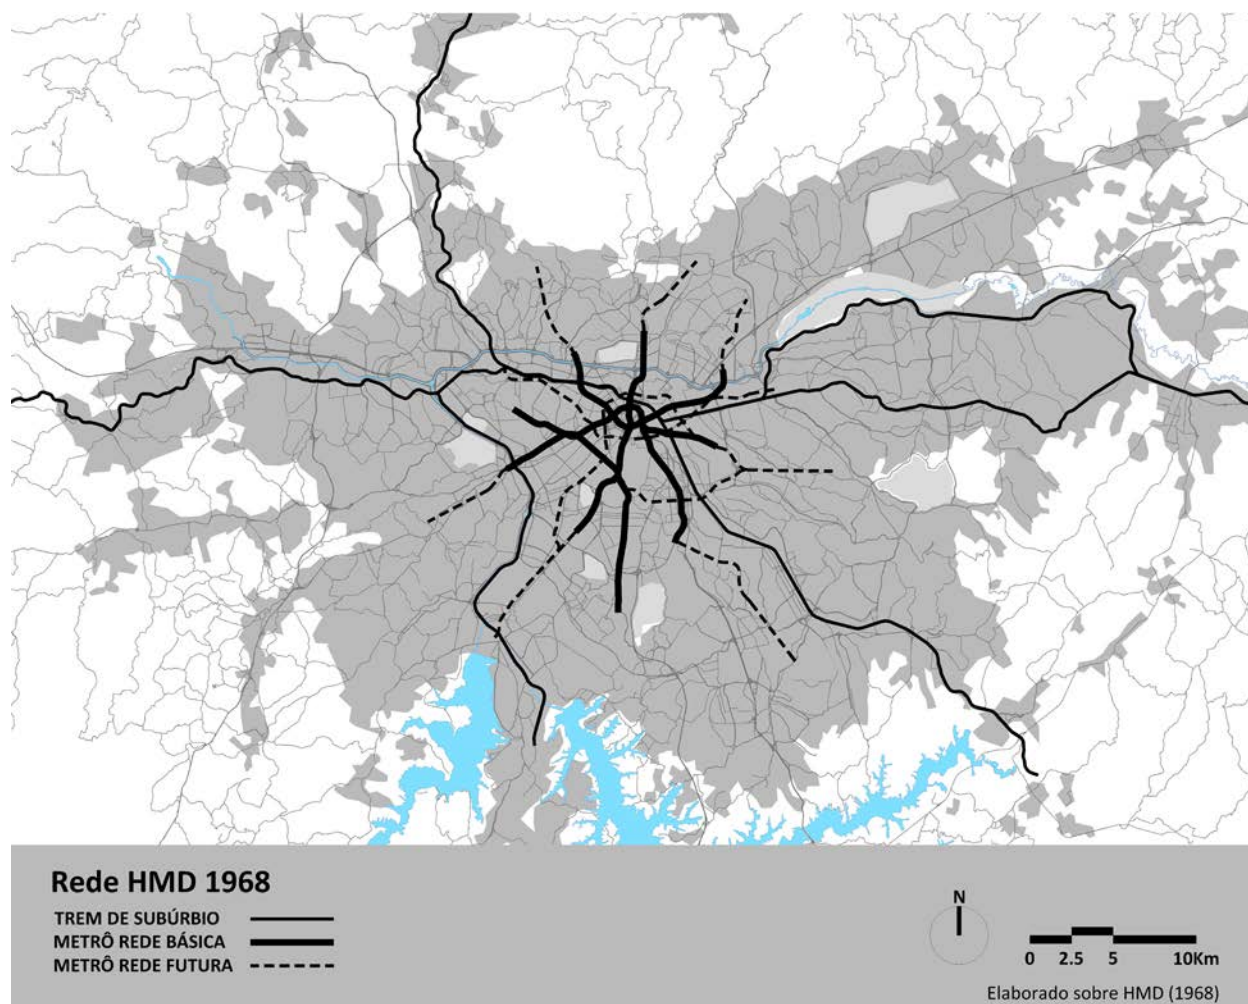 Rede HMD 1968
TREM DE SUBÚRBIO
METRÔ REDE BÁSICA
METRÔ REDE FUTURA
N
0 2.5 5 10Km
Elaborado sobre HMD (1968)